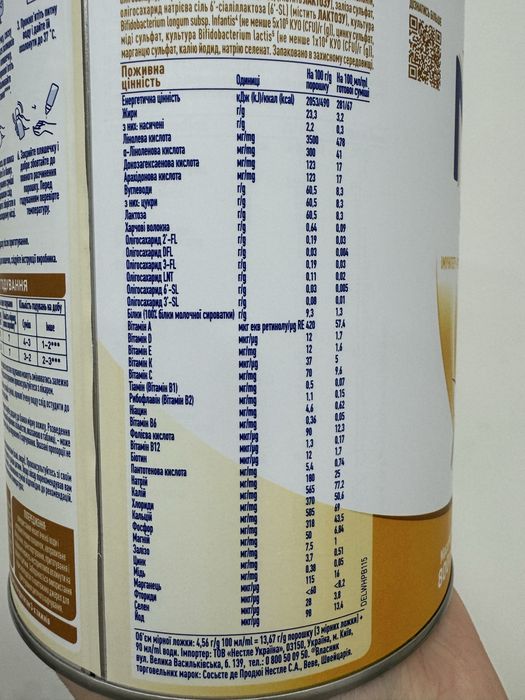 олігосахарид натрієва сіль 6'-сіаліллактоза (6'-SL) (містить ЛАКТОЗУ), заліза сульфат,
Bifidobacterium longum subsp. Infantis⁶ (не менше 5x10⁶ КУО (CFU)/г (g)), цинку сульфат,
міді сульфат, культура Bifidobacterium Lactis⁵ (не менше 1x10⁶ КУО (CFU)/г (g)),
марганцю сульфат, калію йодид, натрію селенат. Запаковано в захисному середовищі.
Поживна цінність Одиниці На 100 г/g порошку На 100 мл/ml готової суміші
Енергетична цінність кДж (kJ)/ккал (kcal) 2053/490 281/67
Жири г/g 23,3 3,2
з них: насичені г/g 2,2 0,3
Лінолева кислота мг/mg 3500 478
α-Ліноленова кислота мг/mg 300 41
Докозагексаенова кислота мг/mg 123 17
Арахідонова кислота мг/mg 123 17
Вуглеводи г/g 60,5 8,3
з них: цукри г/g 60,5 8,3
Лактоза г/g 60,5 8,3
Харчові волокна г/g 0,64 0,09
Олігосахарид 2'-FL г/g 0,19 0,03
Олігосахарид DFL г/g 0,03 0,004
Олігосахарид 3-FL г/g 0,19 0,03
Олігосахарид LNT г/g 0,11 0,02
Олігосахарид 6'-SL г/g 0,03 0,005
Олігосахарид 3'-SL г/g 0,08 0,01
Білки (100% білки молочної сироватки) г/g 9,3 1,3
Вітамін A мкг екв ретинолу/µg RE 420 57,4
Вітамін D мкг/µg 12 1,7
Вітамін E мг/mg 12 1,6
Вітамін K мкг/µg 37 5
Вітамін C мг/mg 70 9,6
Тіамін (Вітамін B1) мг/mg 0,5 0,07
Рибофлавін (Вітамін B2) мг/mg 1,1 0,15
Ніацин мг/mg 4,6 0,62
Вітамін B6 мг/mg 0,36 0,05
Фолієва кислота мкг/µg 90 12,3
Вітамін B12 мкг/µg 1,3 0,17
Біотин мкг/µg 12 1,7
Пантотенова кислота мг/mg 5,4 0,74
Натрій мг/mg 180 25
Калій мг/mg 565 77,2
Хлориди мг/mg 370 50,6
Кальцій мг/mg 505 69
Фосфор мг/mg 318 43,5
Магній мг/mg 50 6,84
Залізо мг/mg 7,5 1
Цинк мг/mg 3,7 0,51
Мідь мг/mg 0,38 0,05
Марганець мкг/µg 115 16
Фториди мкг/µg <60 <8,2
Селен мкг/µg 28 3,8
Йод мкг/µg 98 13,4
Об'єм мірної ложки: 4,56 г/g 100 мл/ml = 13,67 г/g порошку (3 мірних ложки) +
90 мл/ml води. Імпортер: ТОВ «Нестле Україна», 03150, Україна, м. Київ,
вул. Велика Васильківська, б. 139, тел.: 0 800 50 09 50. ®Власник
торговельних марок: Сосьєте де Продюі Нестле С.А., Веве, Швейцарія.
DELWHPB115